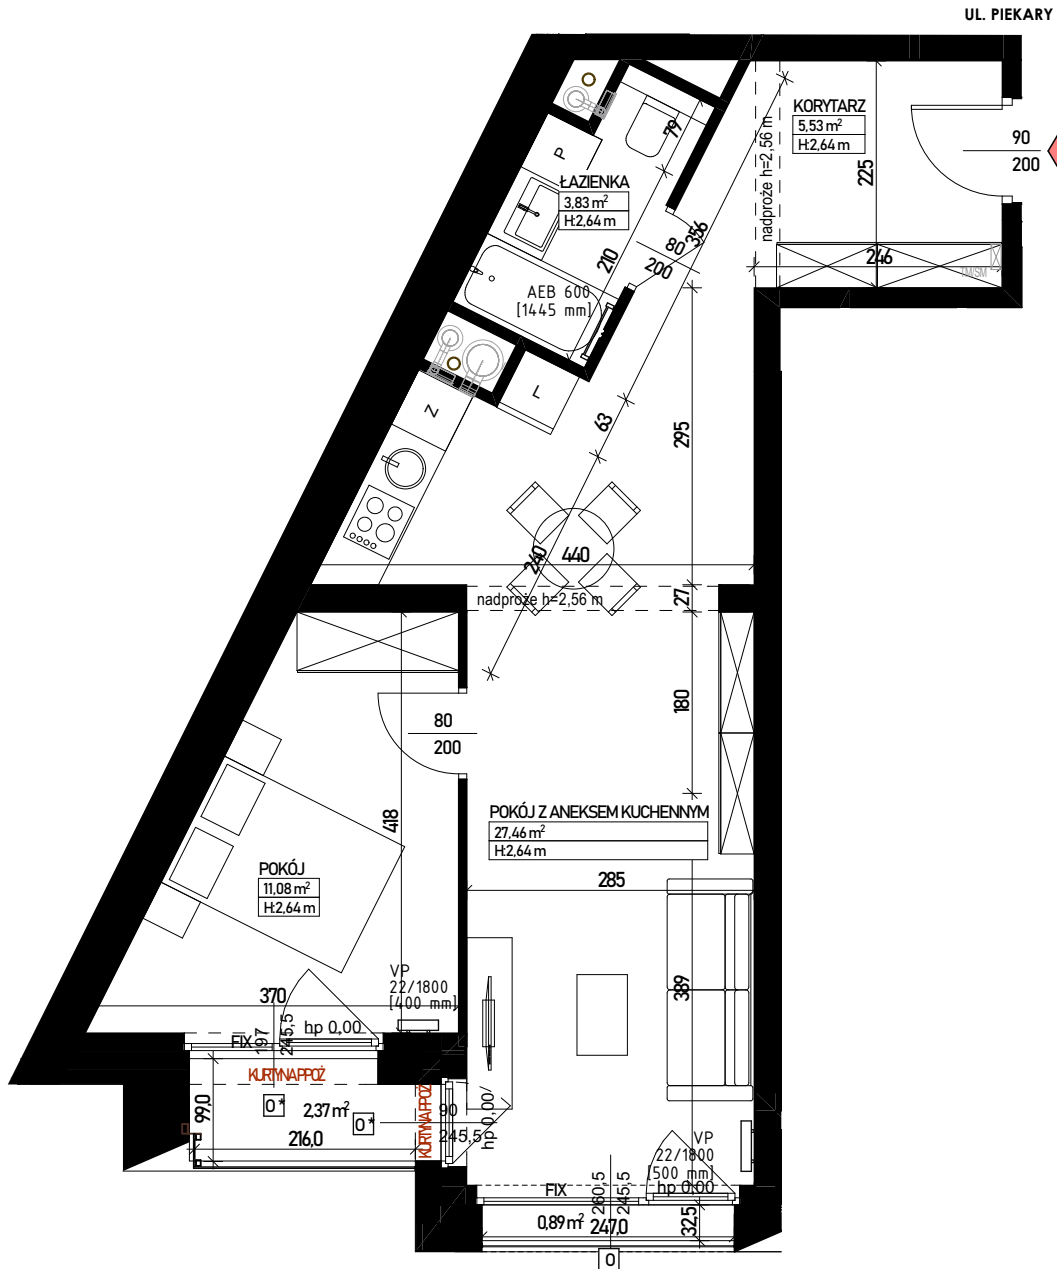 UL. PIEKARY
KORYTARZ
5,53 m²
H:2,64 m
90
200
nadproże h=2,56 m
225
246
79
P
ŁAZIENKA
3,83 m²
H:2,64 m
356
80
200
210
AEB 600
[1445 mm]
L
Z
63
295
240
440
nadproże h=2,56 m
27
180
80
200
418
POKÓJ Z ANEKSEM KUCHENNYM
27,46 m²
H:2,64 m
POKÓJ
11,08 m²
H:2,64 m
285
389
VP
22/1800
[400 mm]
370
FIX
197
245,5
hp 0,00
KURTYNA PPOŻ
99,0
O*
2,37 m²
O*
216,0
KURTYNA PPOŻ
90
245,5
hp 0,00/
VP
22/1800
[500 mm]
hp 0,00
FIX
260,5
245,5
0,89 m²
247,0
32,5
O